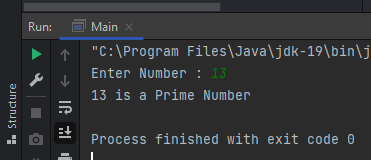 Run: Main ×
"C:\Program Files\Java\jdk-19\bin\j
Enter Number : 13
13 is a Prime Number
Process finished with exit code 0
Structure